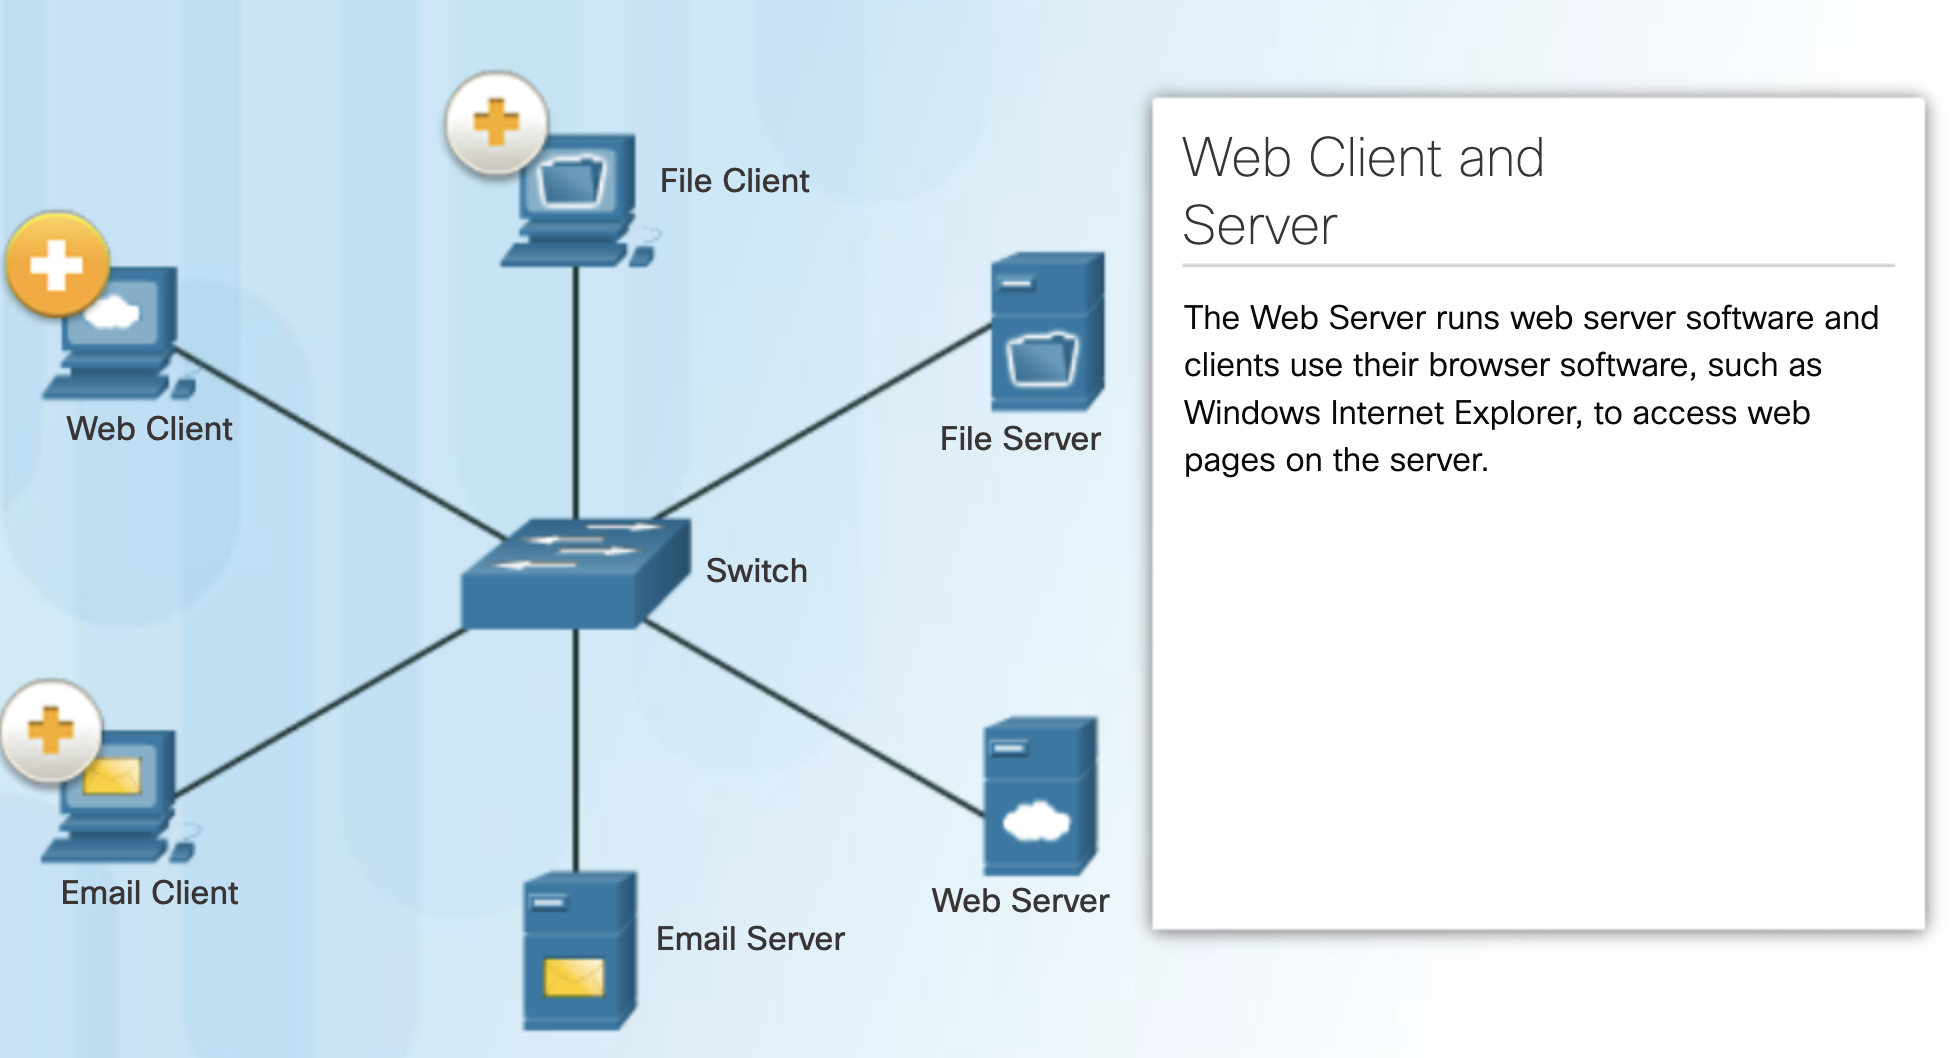 File Client
Web Client
File Server
Switch
Email Client
Email Server
Web Server
Web Client and
Server
The Web Server runs web server software and
clients use their browser software, such as
Windows Internet Explorer, to access web
pages on the server.